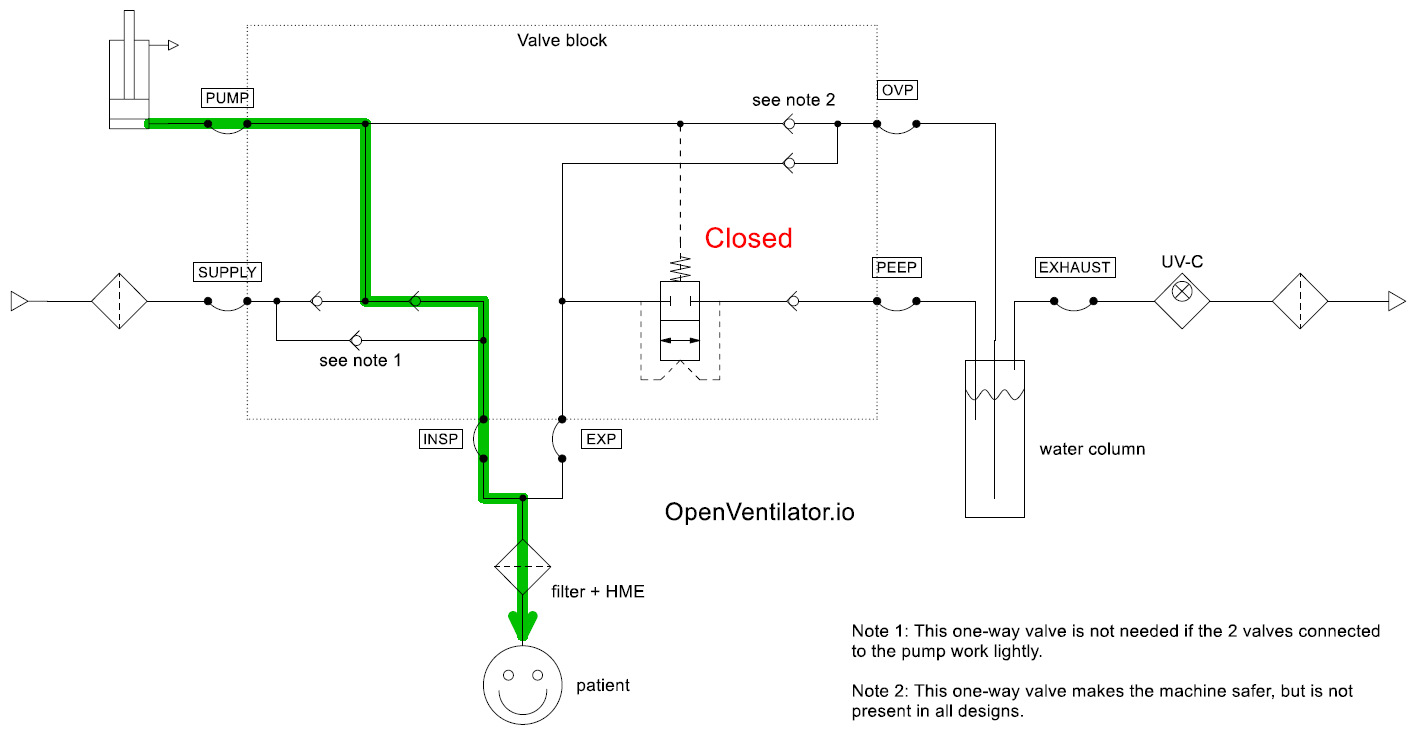 Valve block
PUMP
see note 2
OVP
Closed
SUPPLY
PEEP
EXHAUST
UV-C
see note 1
INSP
EXP
water column
OpenVentilator.io
filter + HME
patient
Note 1: This one-way valve is not needed if the 2 valves connected
to the pump work lightly.
Note 2: This one-way valve makes the machine safer, but is not
present in all designs.